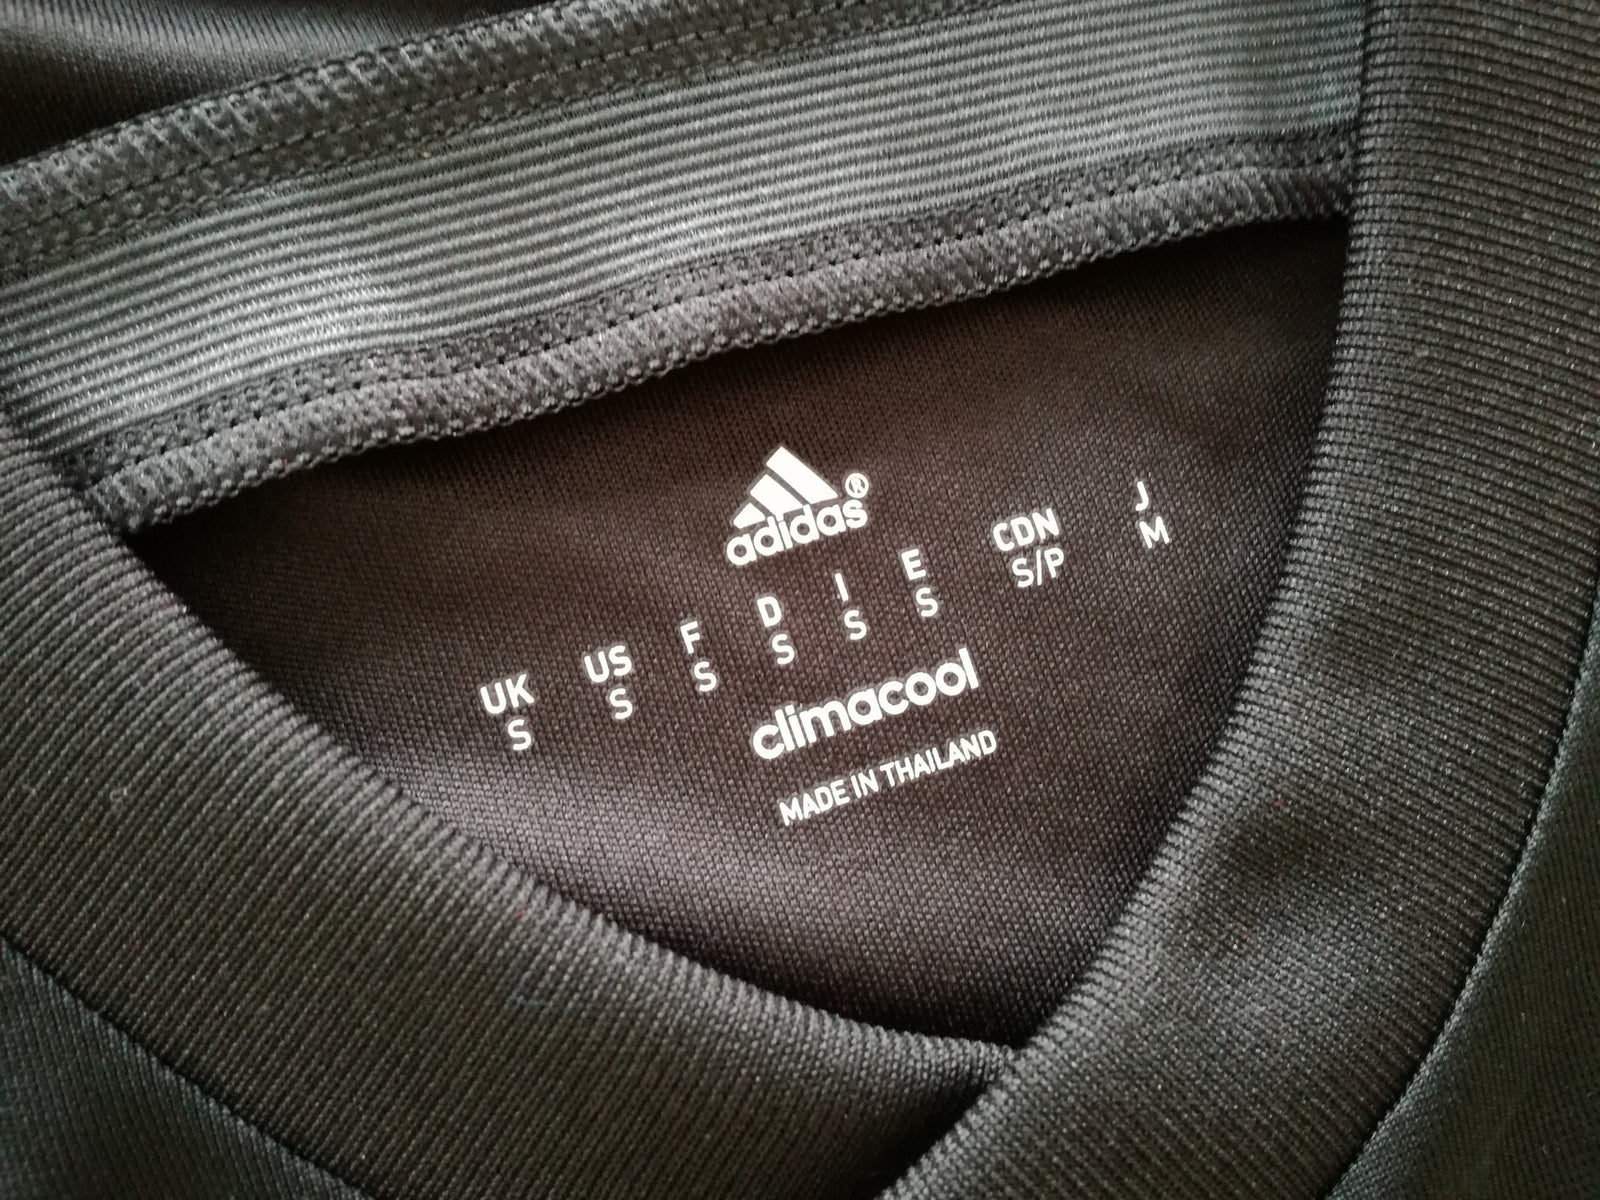 adidas®
UK US F D I E CDN J
S S S S S S S/P M
climacool
MADE IN THAILAND